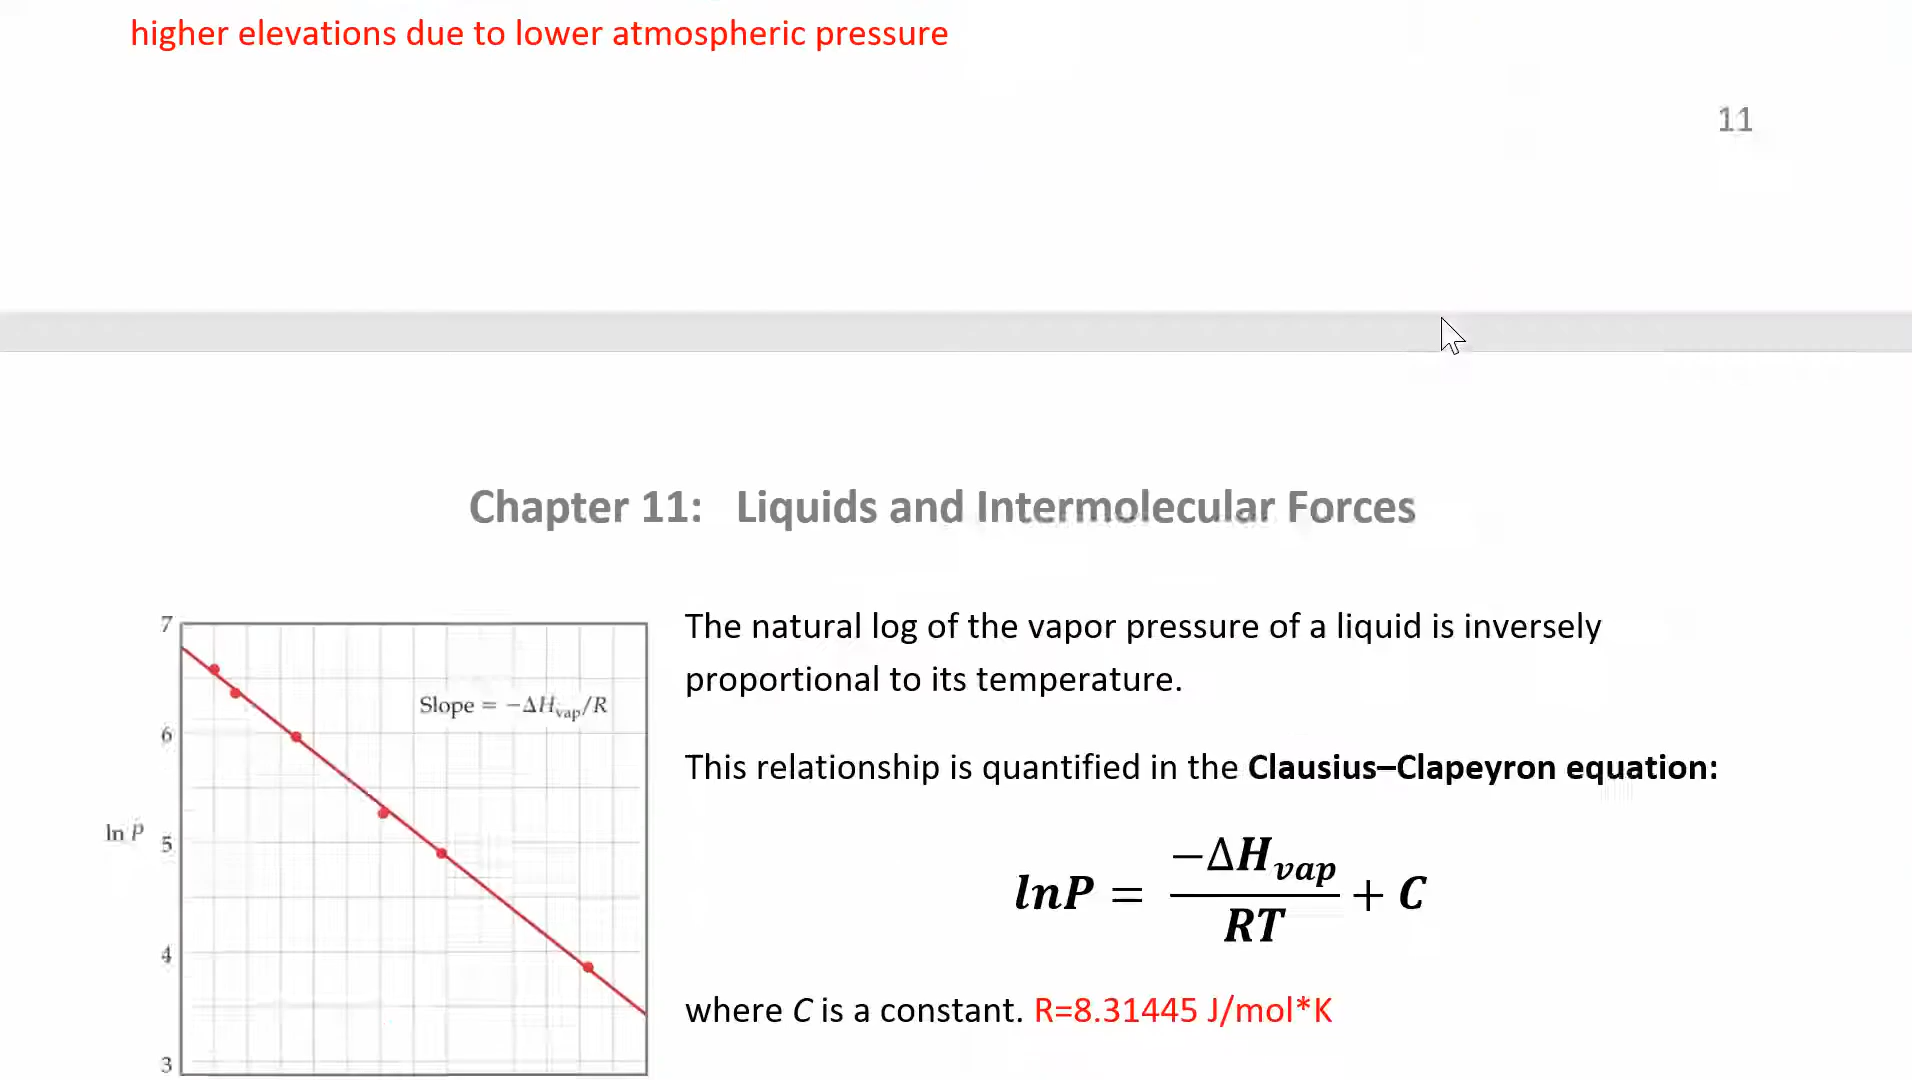 higher elevations due to lower atmospheric pressure
11
Chapter 11: Liquids and Intermolecular Forces
7
6
5
4
3
ln P
Slope = −ΔHvap/R
The natural log of the vapor pressure of a liquid is inversely
proportional to its temperature.
This relationship is quantified in the Clausius–Clapeyron equation:
lnP = −ΔHvap / RT + C
where C is a constant. R=8.31445 J/mol*K